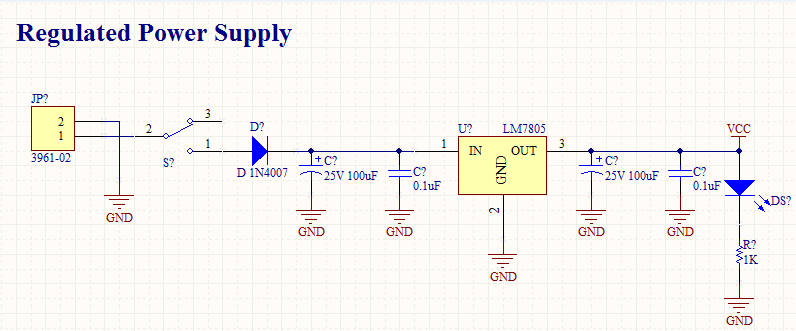 Regulated Power Supply
JP?
2
1
3961-02
GND
2
3
1
S?
D?
D 1N4007
+
C?
25V 100uF
GND
C?
0.1uF
GND
1
U?
LM7805
IN
OUT
GND
3
2
GND
+
C?
25V 100uF
GND
C?
0.1uF
GND
VCC
DS?
R?
1K
GND